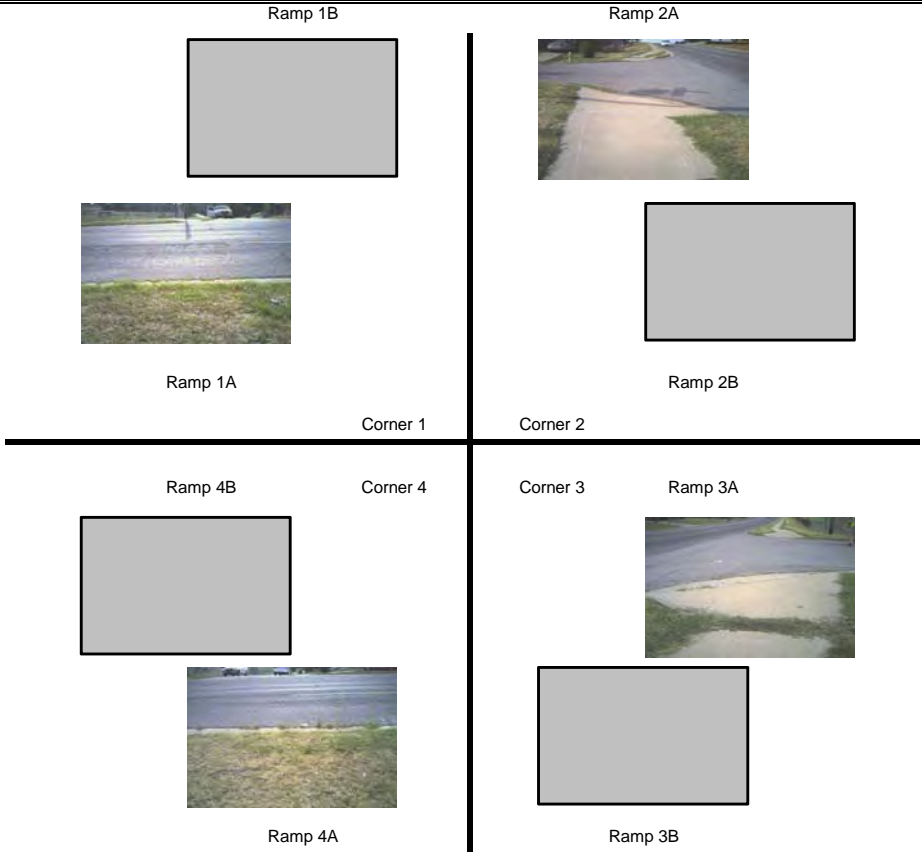 Ramp 1B
Ramp 2A
Ramp 1A
Ramp 2B
Corner 1
Corner 2
Ramp 4B
Corner 4
Corner 3
Ramp 3A
Ramp 4A
Ramp 3B